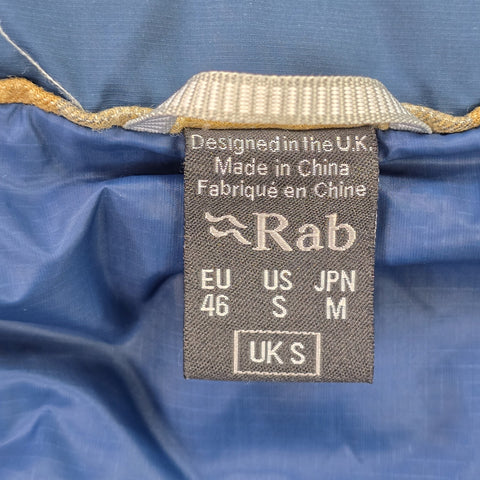 Designed in the U.K.
Made in China
Fabriqué en Chine
Rab
EU US JPN
46 S M
UK S